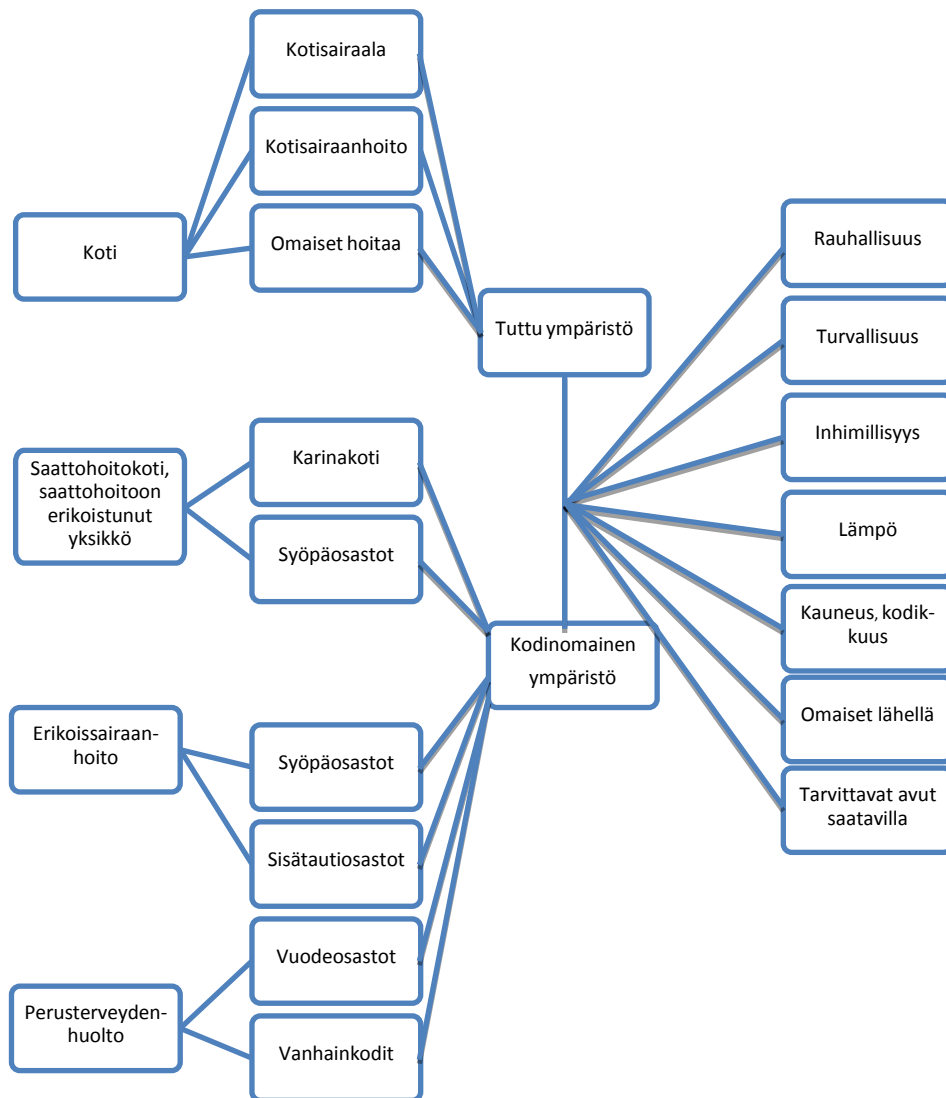 Kotisairaala
Kotisairaanhoito
Omaiset hoitaa
Koti
Tuttu ympäristö
Rauhallisuus
Turvallisuus
Inhimillisyys
Lämpö
Kauneus, kodik-
kuus
Omaiset lähellä
Tarvittavat avut
saatavilla
Saattohoitokoti,
saattohoitoon
erikoistunut
yksikkö
Karinakoti
Syöpäosastot
Kodinomainen
ympäristö
Erikoissairaan-
hoito
Syöpäosastot
Sisätautiosastot
Perusterveyden-
huolto
Vuodeosastot
Vanhainkodit